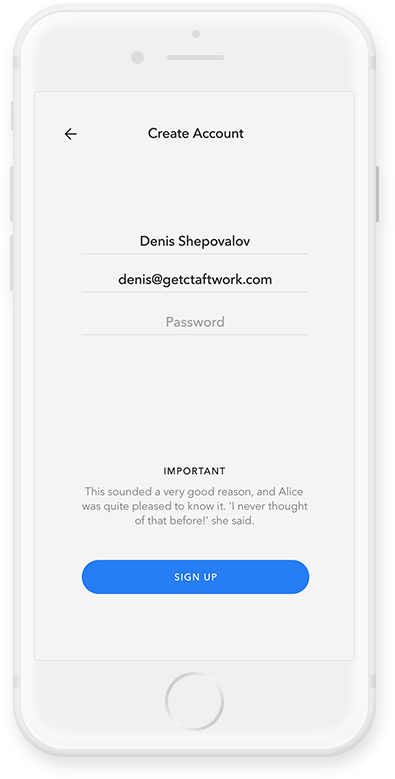 Create Account
Denis Shepovalov
denis@getctaftwork.com
Password
IMPORTANT
This sounded a very good reason, and Alice
was quite pleased to know it. 'I never thought
of that before!' she said.
SIGN UP